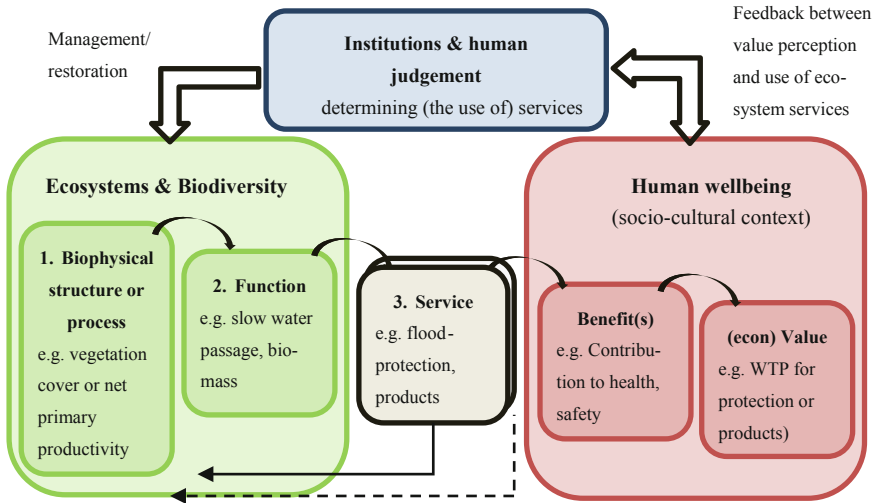 Management/
restoration
Institutions & human
judgement
determining (the use of) services
Feedback between
value perception
and use of eco-
system services
Ecosystems & Biodiversity
1. Biophysical
structure or
process
e.g. vegetation
cover or net
primary
productivity
2. Function
e.g. slow water
passage, bio-
mass
3. Service
e.g. flood-
protection,
products
Human wellbeing
(socio-cultural context)
Benefit(s)
e.g. Contribu-
tion to health,
safety
(econ) Value
e.g. WTP for
protection or
products)